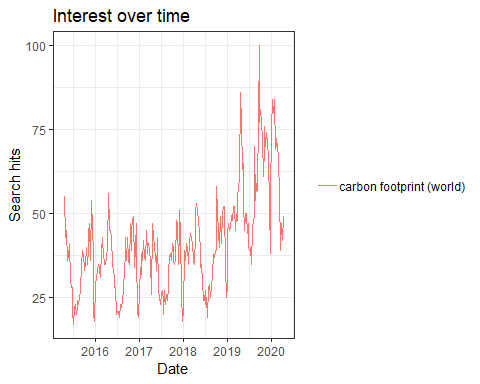 Interest over time
Search hits
100
75
50
25
2016 2017 2018 2019 2020
Date
carbon footprint (world)